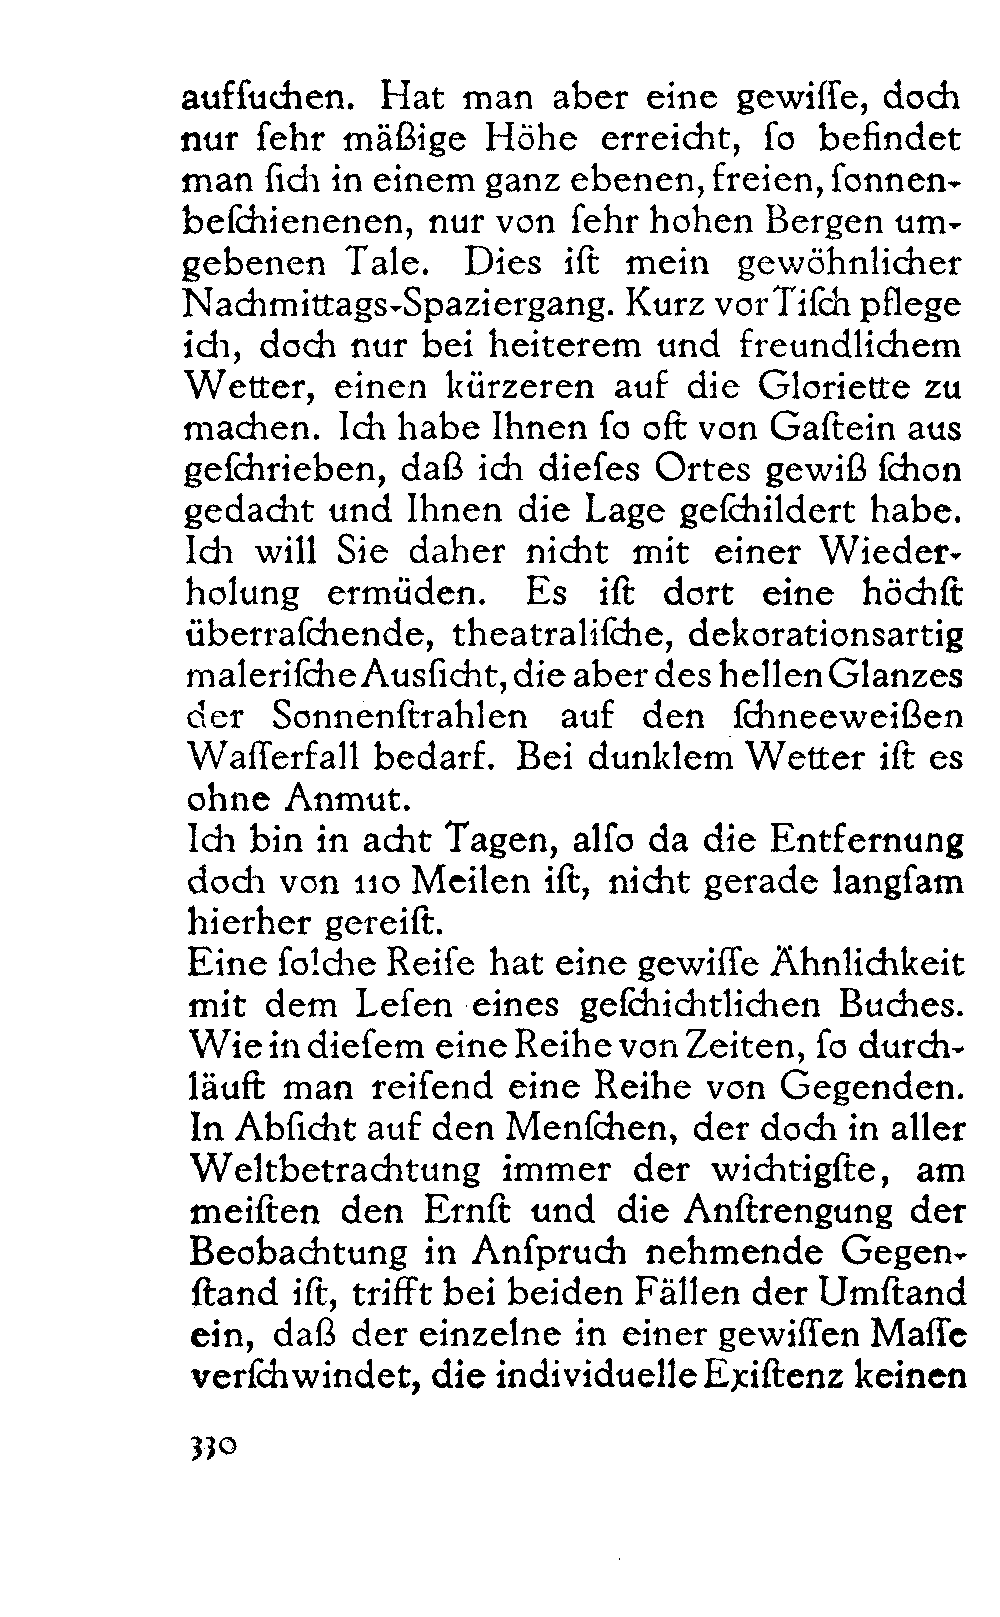 auffuchen. Hat man aber eine gewiſſe, doch
nur ſehr mäßige Höhe erreicht, ſo befindet
man ſich in einem ganz ebenen, freien, ſonnen-
beſchienenen, nur von ſehr hohen Bergen um-
gebenen Tale. Dies iſt mein gewöhnlicher
Nachmittags-Spaziergang. Kurz vor Tiſch pflege
ich, doch nur bei heiterem und freundlichem
Wetter, einen kürzeren auf die Gloriette zu
machen. Ich habe Ihnen ſo oft von Gaſtein aus
geſchrieben, daß ich dieſes Ortes gewiß ſchon
gedacht und Ihnen die Lage geſchildert habe.
Ich will Sie daher nicht mit einer Wieder-
holung ermüden. Es iſt dort eine höchſt
überraſchende, theatraliſche, dekorationsartig
maleriſche Ausſicht, die aber des hellen Glanzes
der Sonnenſtrahlen auf den ſchneeweißen
Waſſerfall bedarf. Bei dunklem Wetter iſt es
ohne Anmut.
Ich bin in acht Tagen, alſo da die Entfernung
doch von 110 Meilen iſt, nicht gerade langſam
hierher gereiſt.
Eine ſolche Reiſe hat eine gewiſſe Ähnlichkeit
mit dem Leſen eines geſchichtlichen Buches.
Wie in dieſem eine Reihe von Zeiten, ſo durch-
läuft man reiſend eine Reihe von Gegenden.
In Abſicht auf den Menſchen, der doch in aller
Weltbetrachtung immer der wichtigſte, am
meiſten den Ernſt und die Anſtrengung der
Beobachtung in Anſpruch nehmende Gegen-
ſtand iſt, trifft bei beiden Fällen der Umſtand
ein, daß der einzelne in einer gewiſſen Maſſe
verſchwindet, die individuelle Exiſtenz keinen
330